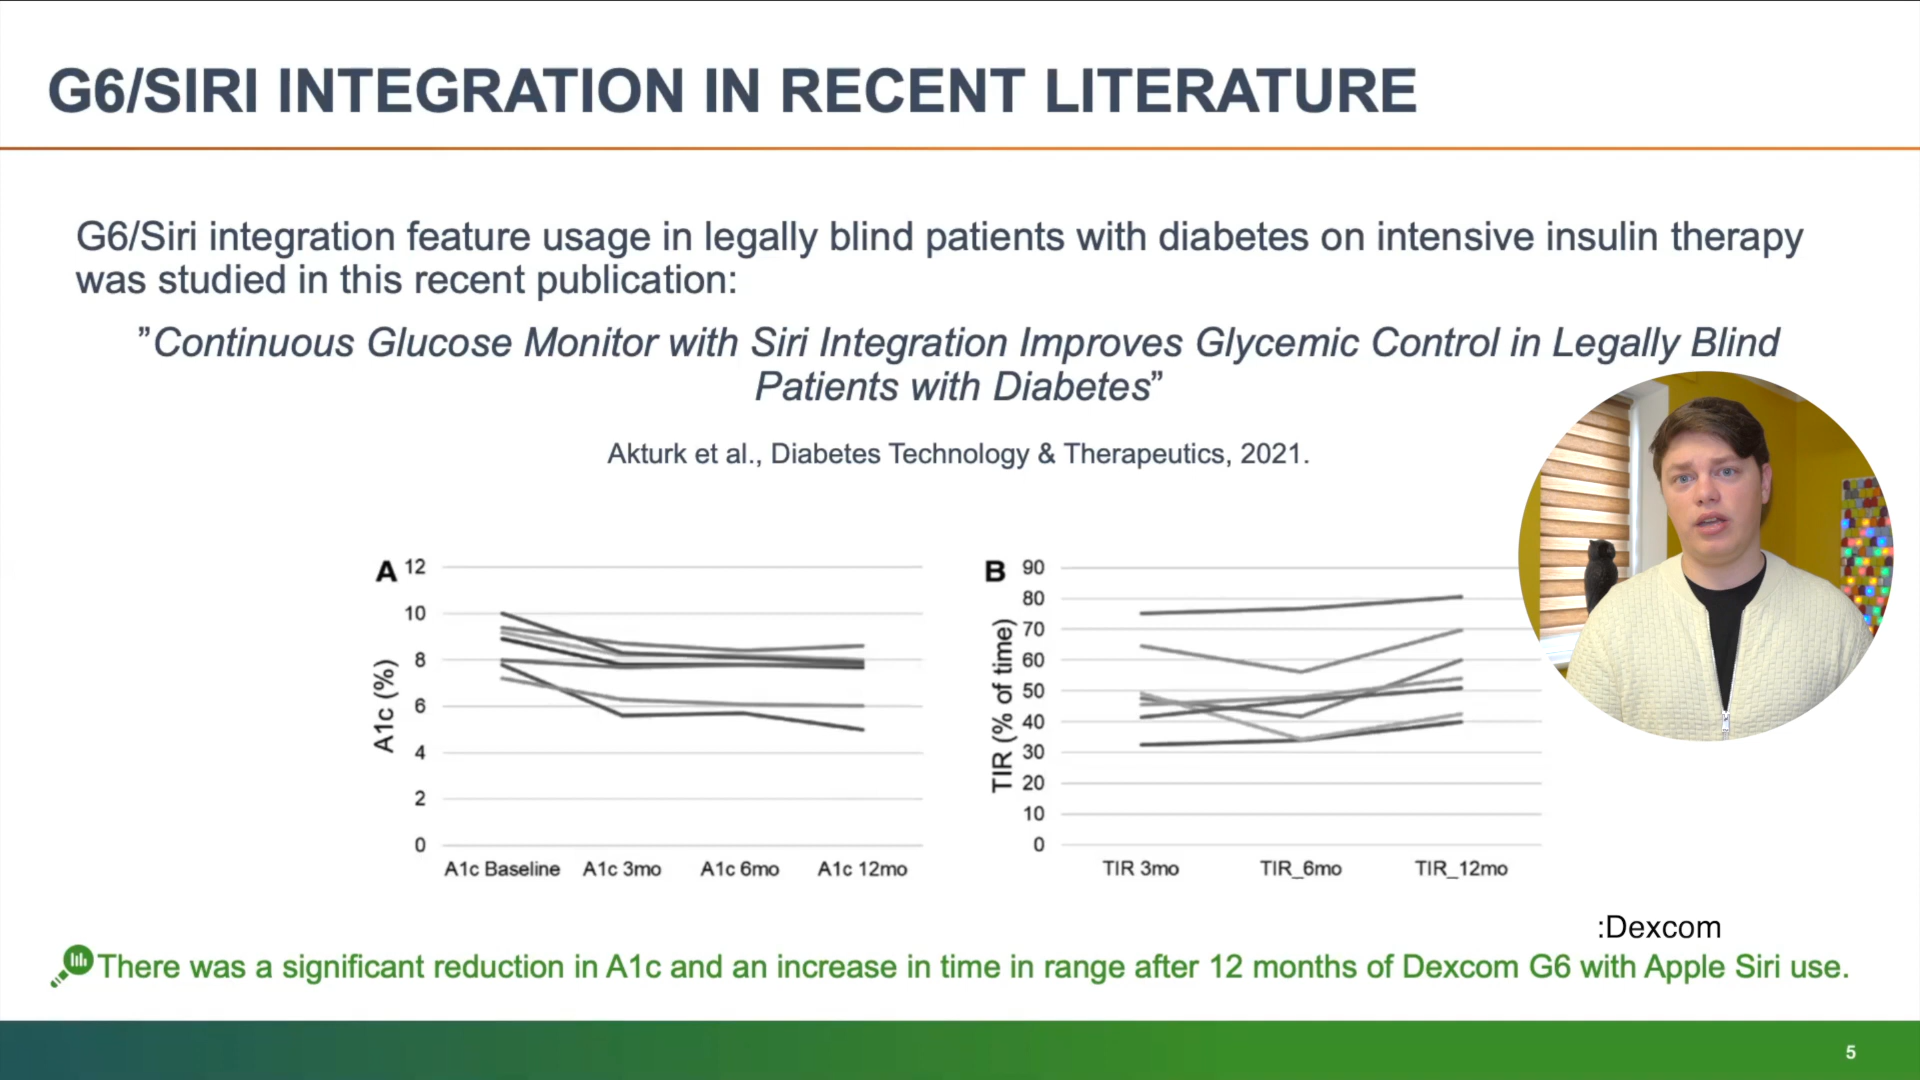 G6/SIRI INTEGRATION IN RECENT LITERATURE
G6/Siri integration feature usage in legally blind patients with diabetes on intensive insulin therapy
was studied in this recent publication:
”Continuous Glucose Monitor with Siri Integration Improves Glycemic Control in Legally Blind
Patients with Diabetes”
Akturk et al., Diabetes Technology & Therapeutics, 2021.
A
A1c (%)
12
10
8
6
4
2
0
A1c Baseline A1c 3mo A1c 6mo A1c 12mo
B
TIR (% of time)
90
80
70
60
50
40
30
20
10
0
TIR 3mo TIR_6mo TIR_12mo
:Dexcom
There was a significant reduction in A1c and an increase in time in range after 12 months of Dexcom G6 with Apple Siri use.
5